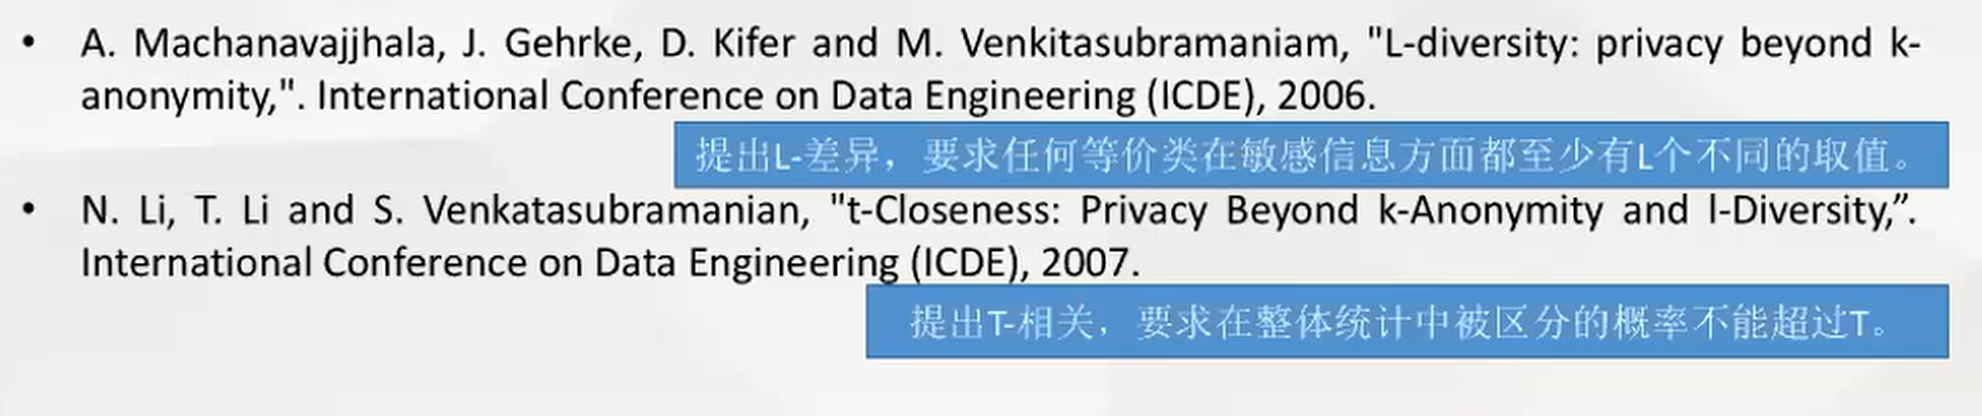 • A. Machanavajjhala, J. Gehrke, D. Kifer and M. Venkitasubramaniam, "L-diversity: privacy beyond k-
anonymity,". International Conference on Data Engineering (ICDE), 2006.
提出L-差异，要求任何等价类在敏感信息方面都至少有L个不同的取值。
• N. Li, T. Li and S. Venkatasubramanian, "t-Closeness: Privacy Beyond k-Anonymity and l-Diversity,”.
International Conference on Data Engineering (ICDE), 2007.
提出T-相关，要求在整体统计中被区分的概率不能超过T。